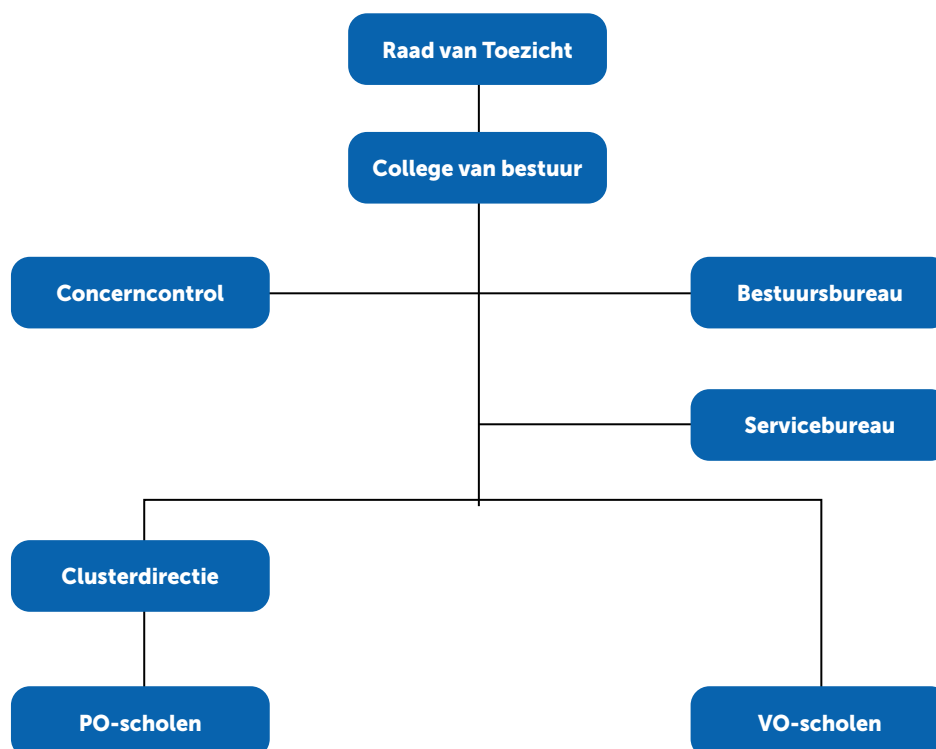 Raad van Toezicht
College van bestuur
Concerncontrol
Bestuursbureau
Servicebureau
Clusterdirectie
PO-scholen
VO-scholen